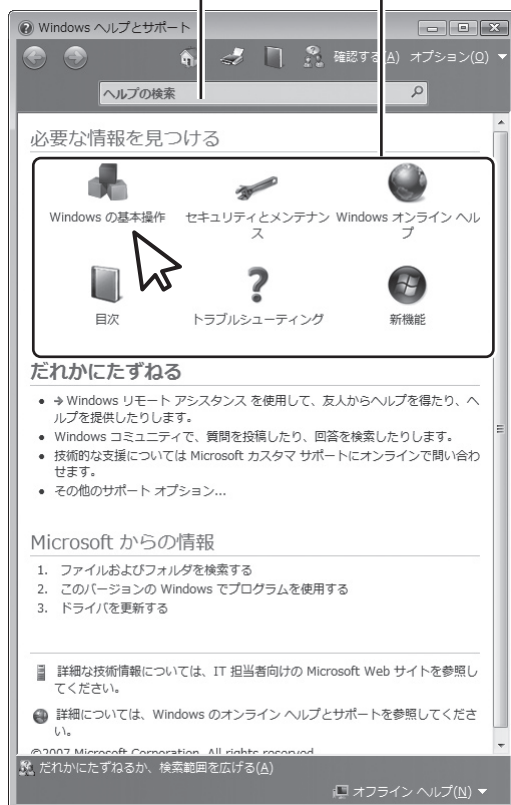 Windows ヘルプとサポート
確認する(A) オプション(O)
ヘルプの検索
必要な情報を見つける
Windows の基本操作
セキュリティとメンテナン
ス
Windows オンライン ヘル
プ
目次
トラブルシューティング
新機能
だれかにたずねる
• → Windows リモート アシスタンス を使用して、友人からヘルプを得たり、ヘ
ルプを提供したりします。
• Windows コミュニティで、質問を投稿したり、回答を検索したりします。
• 技術的な支援については Microsoft カスタマ サポートにオンラインで問い合わ
せます。
• その他のサポート オプション...
Microsoft からの情報
1. ファイルおよびフォルダを検索する
2. このバージョンの Windows でプログラムを使用する
3. ドライバを更新する
詳細な技術情報については、IT 担当者向けの Microsoft Web サイトを参照し
てください。
詳細については、Windows のオンライン ヘルプとサポートを参照してくださ
い。
©2007 Microsoft Corporation. All rights reserved.
だれかにたずねるか、検索範囲を広げる(A)
オフライン ヘルプ(N)